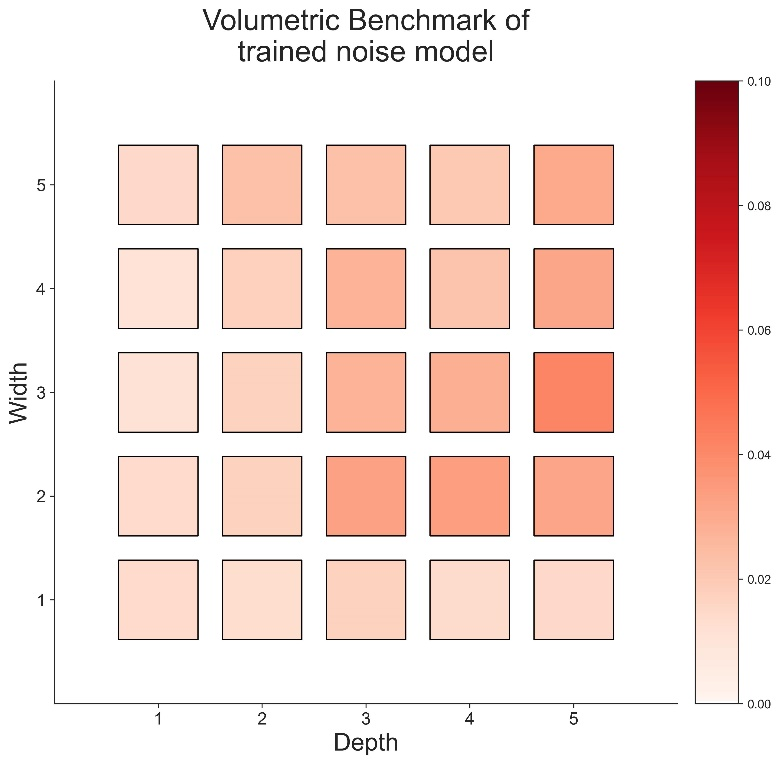 Volumetric Benchmark of
trained noise model
0.10
0.08
0.06
0.04
0.02
0.00
Width
5
4
3
2
1
1 2 3 4 5
Depth